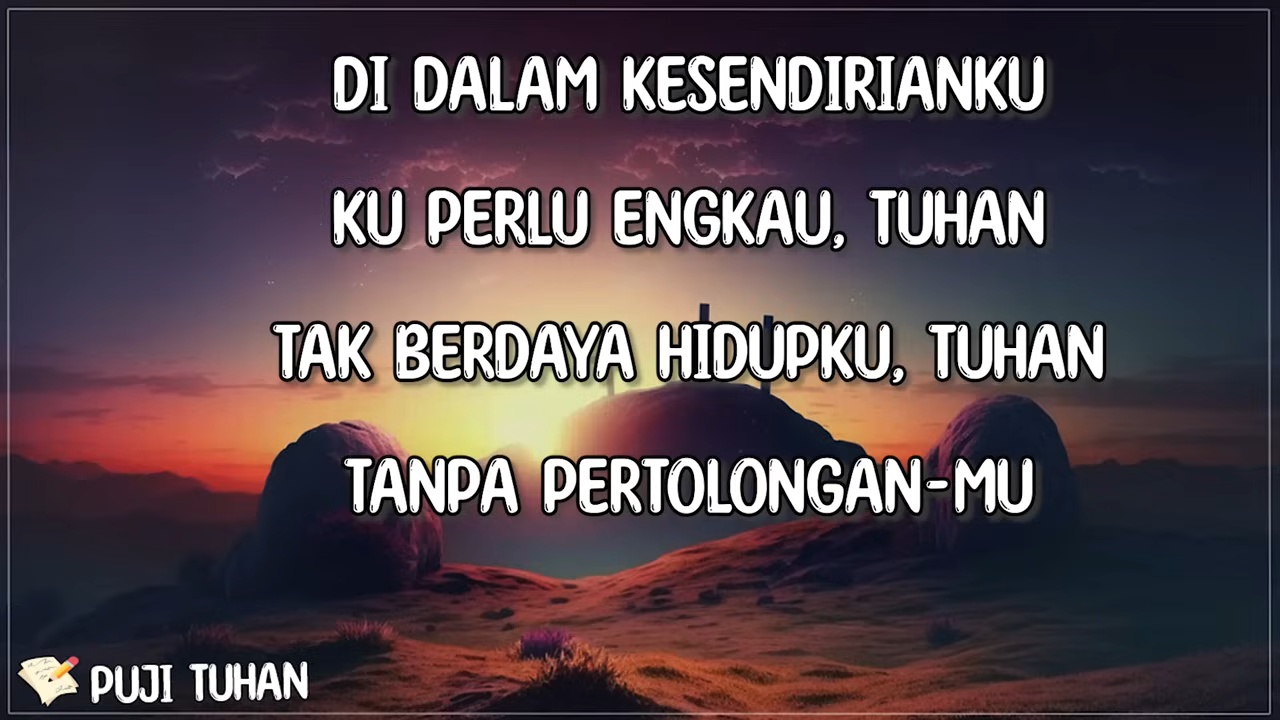 DI DALAM KESENDIRIANKU
KU PERLU ENGKAU, TUHAN
TAK BERDAYA HIDUPKU, TUHAN
TANPA PERTOLONGAN-MU
PUJI TUHAN